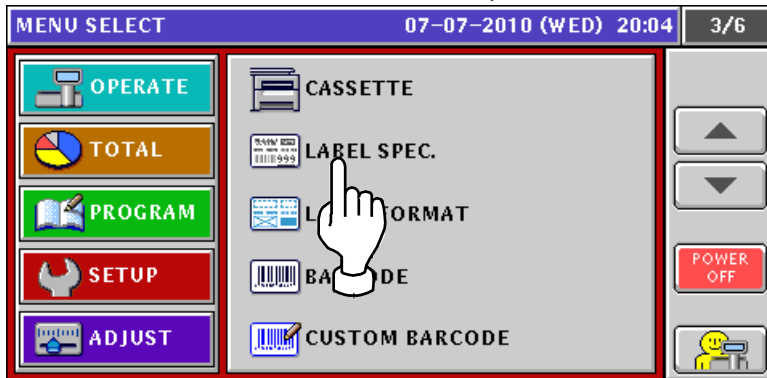 MENU SELECT 07-07-2010 (WED) 20:04 3/6
OPERATE
TOTAL
PROGRAM
SETUP
ADJUST
CASSETTE
LABEL SPEC.
FORMAT
CUSTOM BARCODE
POWER
OFF